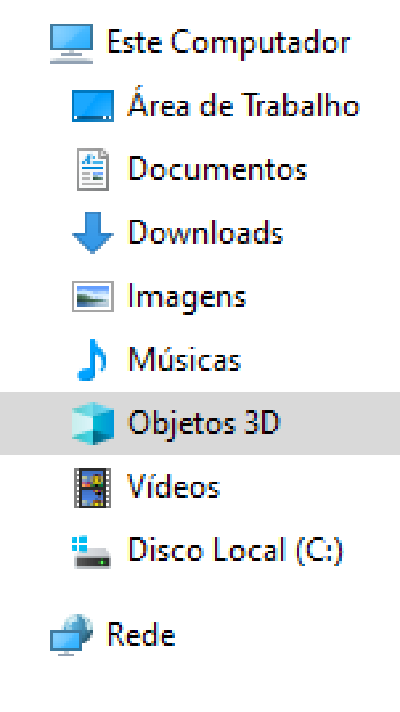 Este Computador
Área de Trabalho
Documentos
Downloads
Imagens
Músicas
Objetos 3D
Vídeos
Disco Local (C:)
Rede